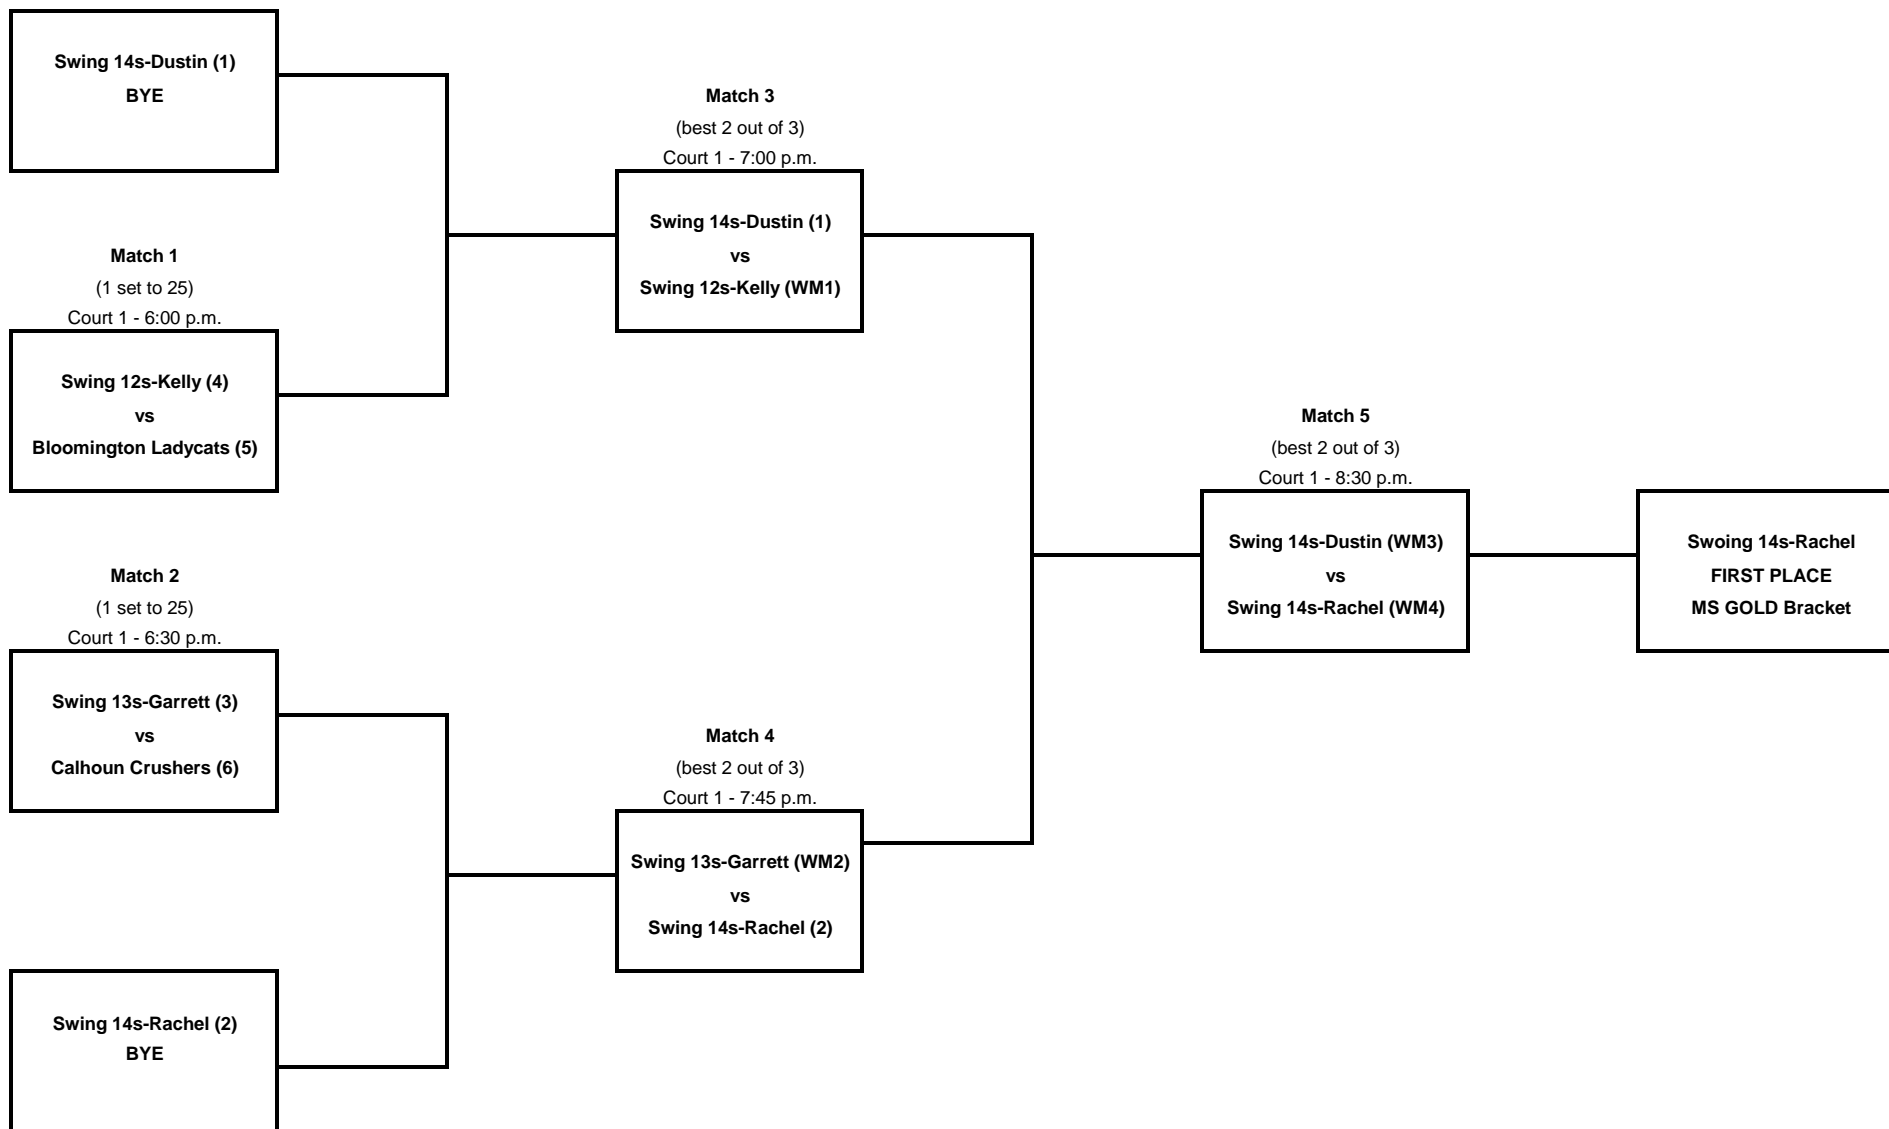 Swing 14s-Dustin (1)
BYE
Match 1
(1 set to 25)
Court 1 - 6:00 p.m.
Swing 12s-Kelly (4)
vs
Bloomington Ladycats (5)
Match 2
(1 set to 25)
Court 1 - 6:30 p.m.
Swing 13s-Garrett (3)
vs
Calhoun Crushers (6)
Swing 14s-Rachel (2)
BYE
Match 3
(best 2 out of 3)
Court 1 - 7:00 p.m.
Swing 14s-Dustin (1)
vs
Swing 12s-Kelly (WM1)
Match 4
(best 2 out of 3)
Court 1 - 7:45 p.m.
Swing 13s-Garrett (WM2)
vs
Swing 14s-Rachel (2)
Match 5
(best 2 out of 3)
Court 1 - 8:30 p.m.
Swing 14s-Dustin (WM3)
vs
Swing 14s-Rachel (WM4)
Swoing 14s-Rachel
FIRST PLACE
MS GOLD Bracket